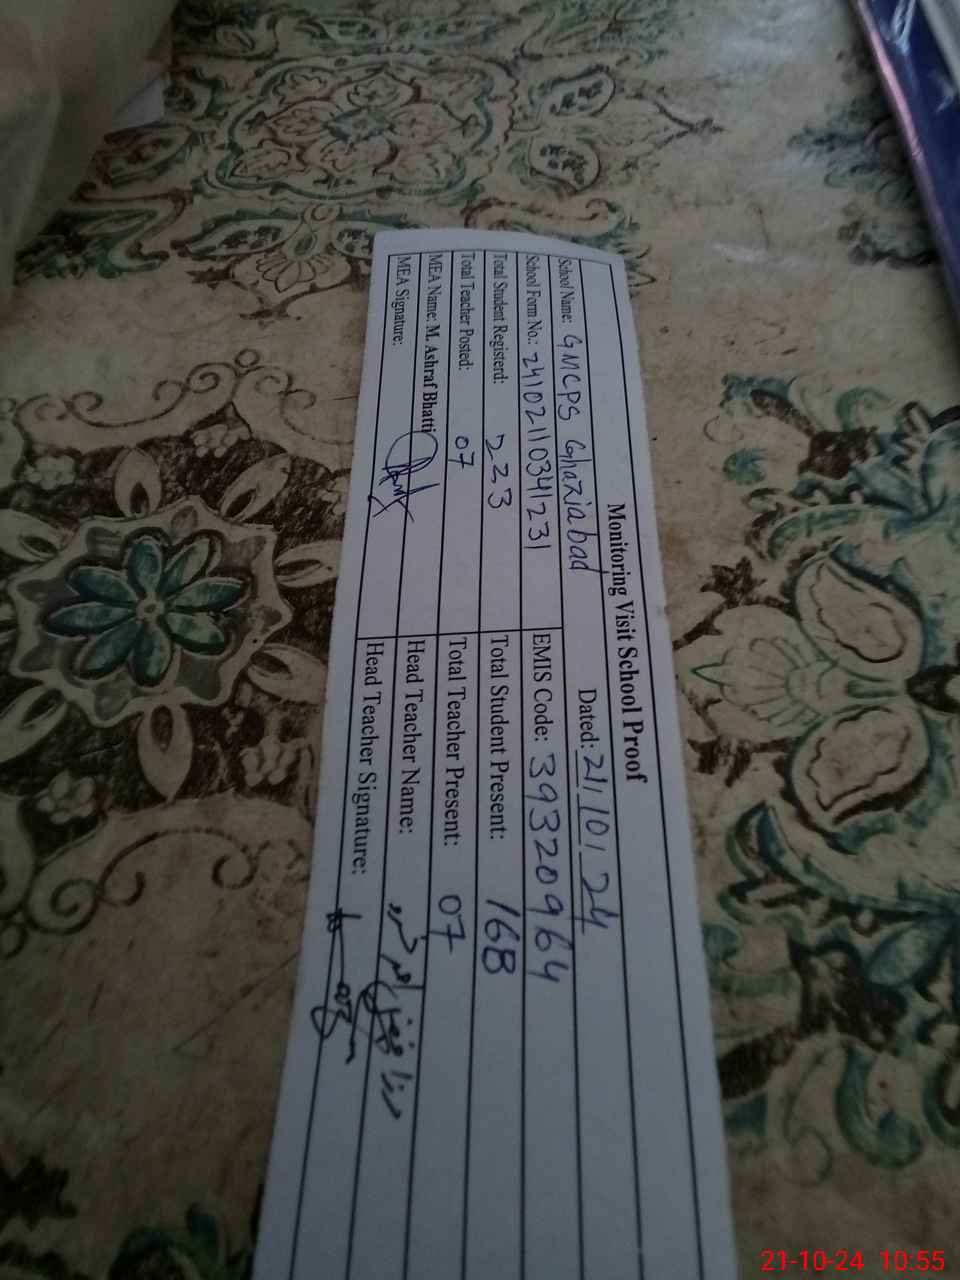 Monitoring Visit School Proof
School Name: GMCPS Ghaziabad Dated: 21/10/24
School Form No.: 24102110341231 EMIS Code: 39320964
Total Student Registerd: 223 Total Student Present: 168
Total Teacher Posted: 07 Total Teacher Present: 07
MEA Name: M. Ashraf Bhatti Head Teacher Name:
MEA Signature: Head Teacher Signature:
21-10-24 10:55